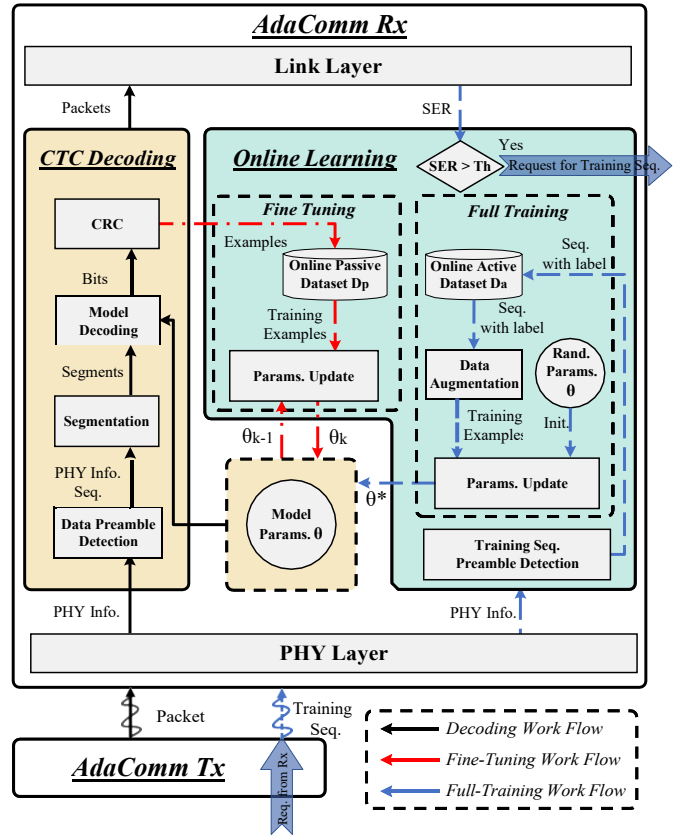 AdaComm Rx
Link Layer
Packets
SER
CTC Decoding
Online Learning
SER > Th
Yes
Request for Training Seq.
Fine Tuning
Full Training
CRC
Examples
Online Passive
Dataset Dp
Online Active
Dataset Da
Seq.
with label
Bits
Training
Examples
Seq.
with label
Model
Decoding
Params. Update
Data
Augmentation
Rand.
Params.
θ
Segments
Segmentation
θk-1
θk
Training
Examples
Init.
PHY Info.
Seq.
Params. Update
θ*
Data Preamble
Detection
Model
Params. θ
Training Seq.
Preamble Detection
PHY Info.
PHY Info.
PHY Layer
Packet
Training
Seq.
AdaComm Tx
Req. from Rx
Decoding Work Flow
Fine-Tuning Work Flow
Full-Training Work Flow